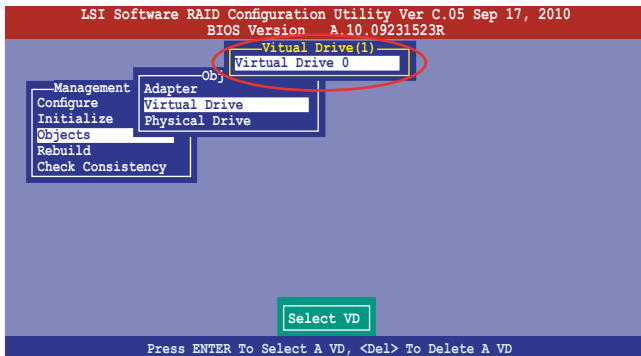 LSI Software RAID Configuration Utility Ver C.05 Sep 17, 2010
BIOS Version A.10.09231523R
Vitual Drive(1)
Virtual Drive 0
Obj
Adapter
Virtual Drive
Physical Drive
Management
Configure
Initialize
Objects
Rebuild
Check Consistency
Select VD
Press ENTER To Select A VD, <Del> To Delete A VD